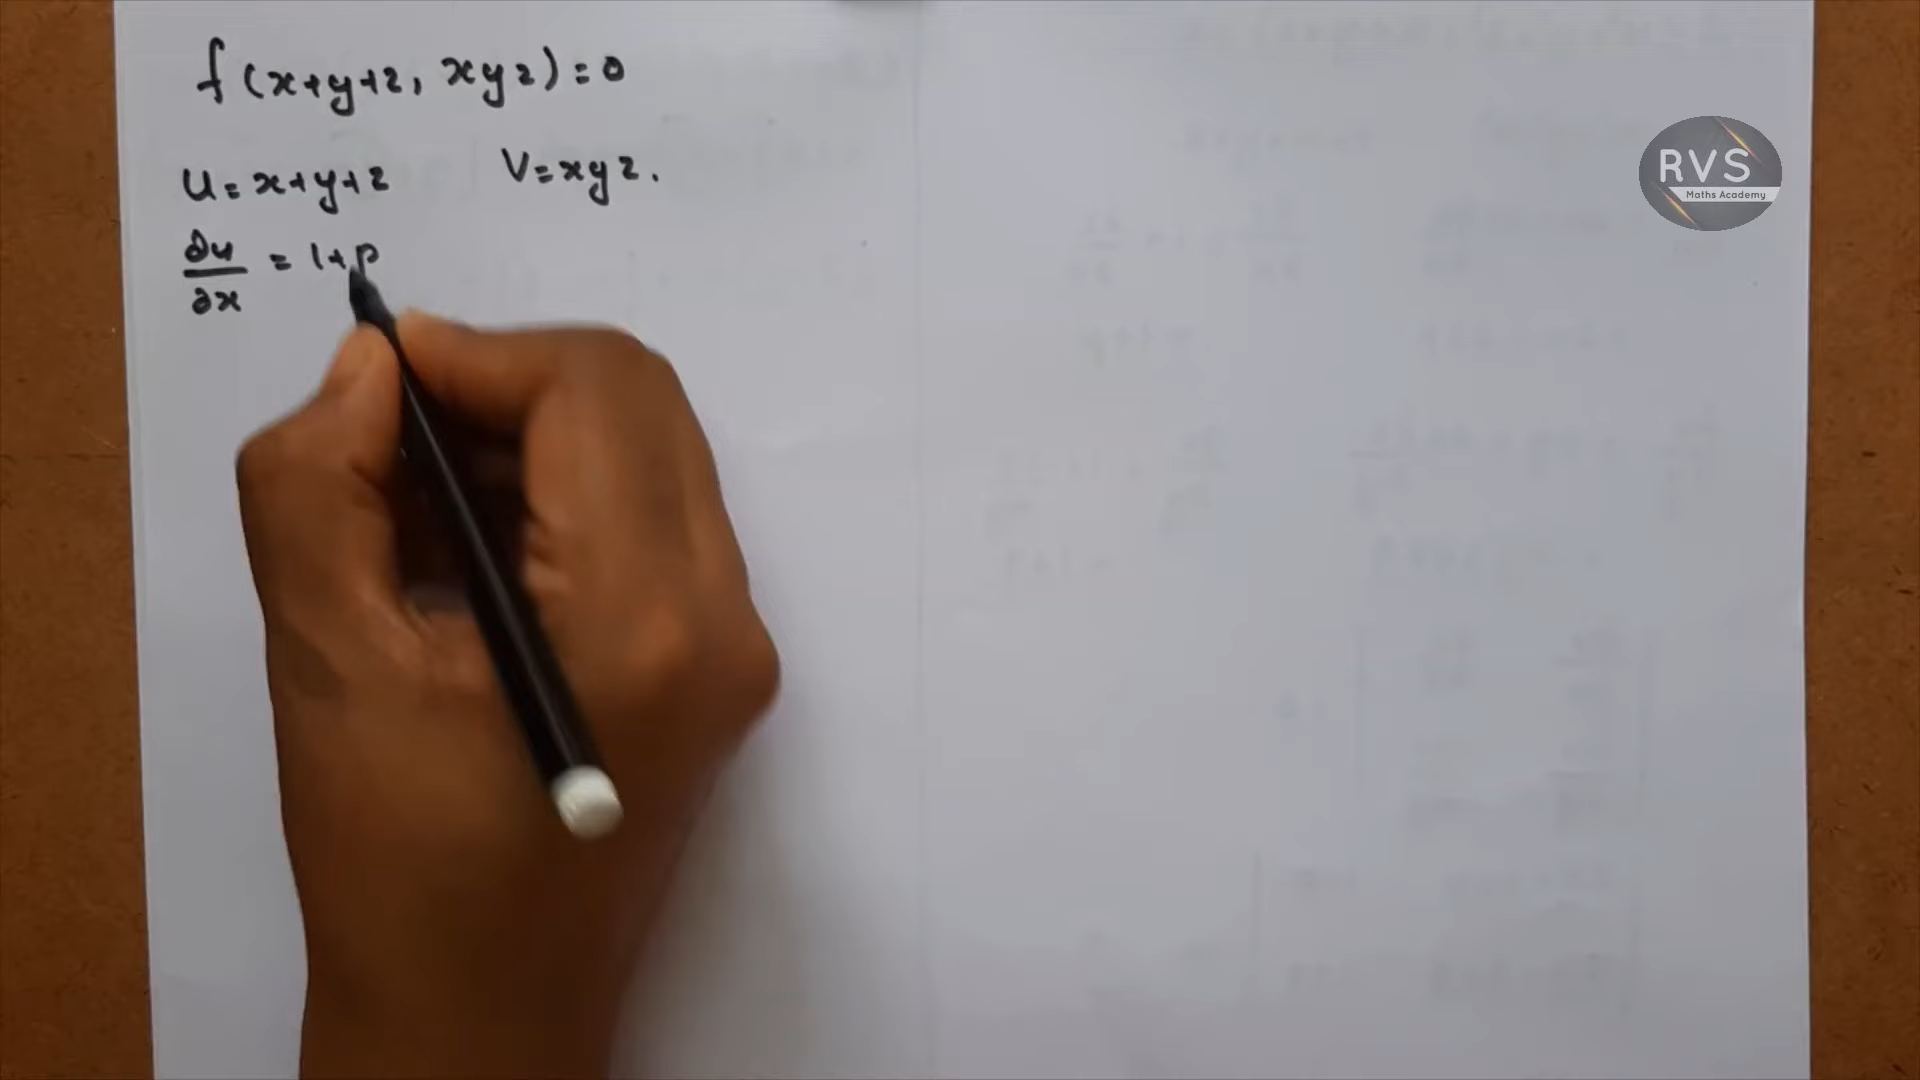 f(x+y+z, xyz)=0
u=x+y+z V=xyz.
∂u/∂x = 1+p
RVS
Maths Academy